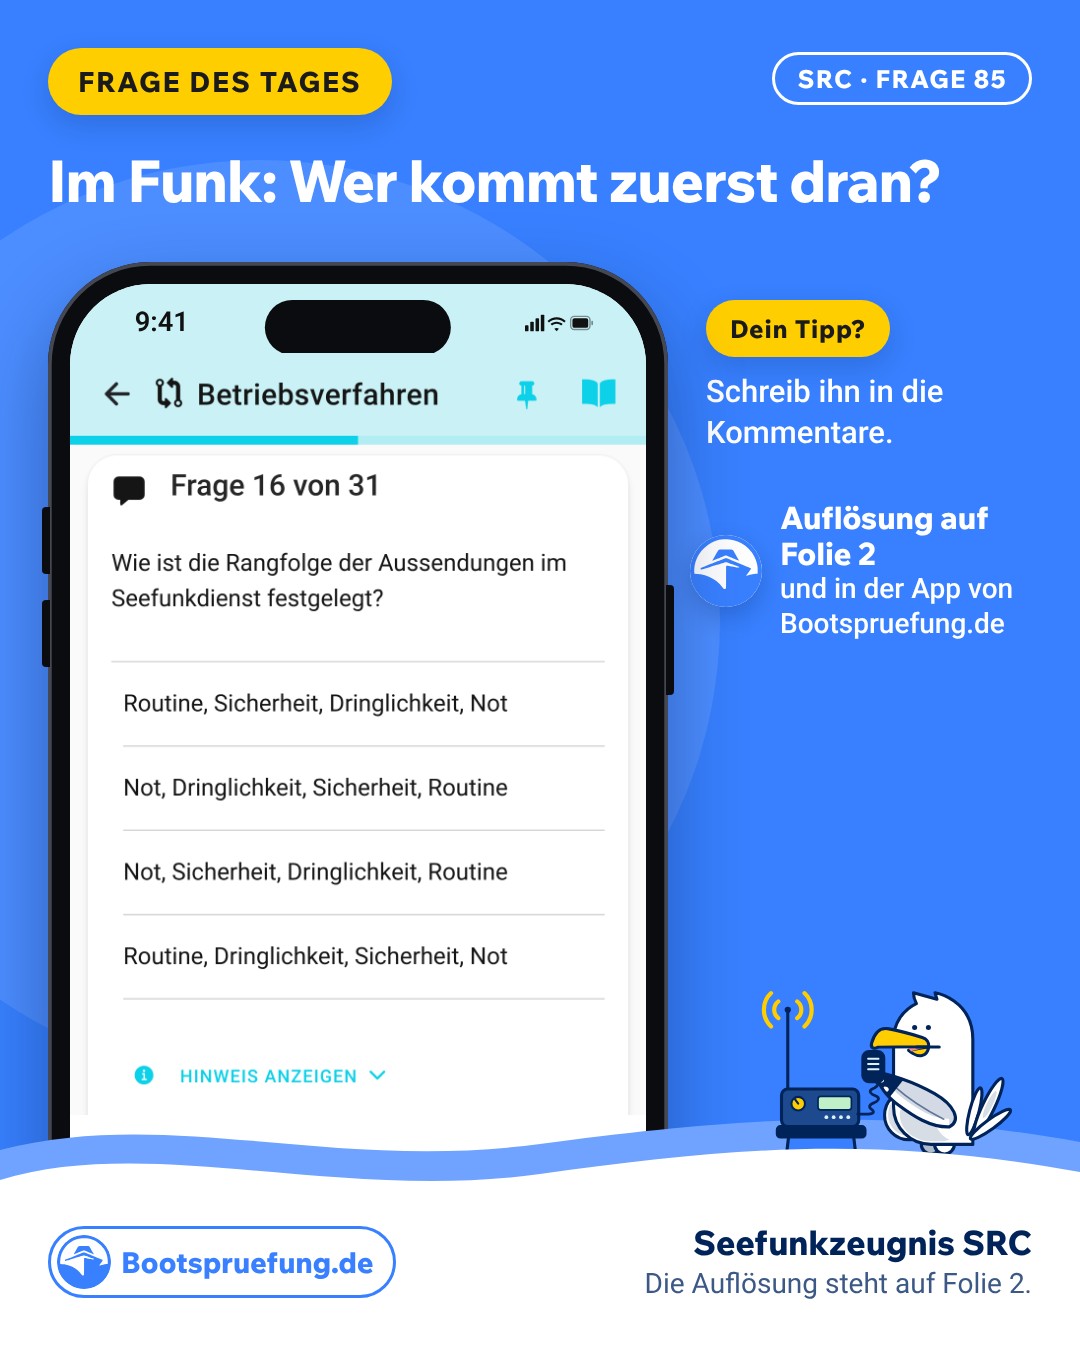 FRAGE DES TAGES
SRC · FRAGE 85
Im Funk: Wer kommt zuerst dran?
9:41
Betriebsverfahren
Frage 16 von 31
Wie ist die Rangfolge der Aussendungen im
Seefunkdienst festgelegt?
Routine, Sicherheit, Dringlichkeit, Not
Not, Dringlichkeit, Sicherheit, Routine
Not, Sicherheit, Dringlichkeit, Routine
Routine, Dringlichkeit, Sicherheit, Not
HINWEIS ANZEIGEN
Dein Tipp?
Schreib ihn in die
Kommentare.
Auflösung auf
Folie 2
und in der App von
Bootspruefung.de
Bootspruefung.de
Seefunkzeugnis SRC
Die Auflösung steht auf Folie 2.